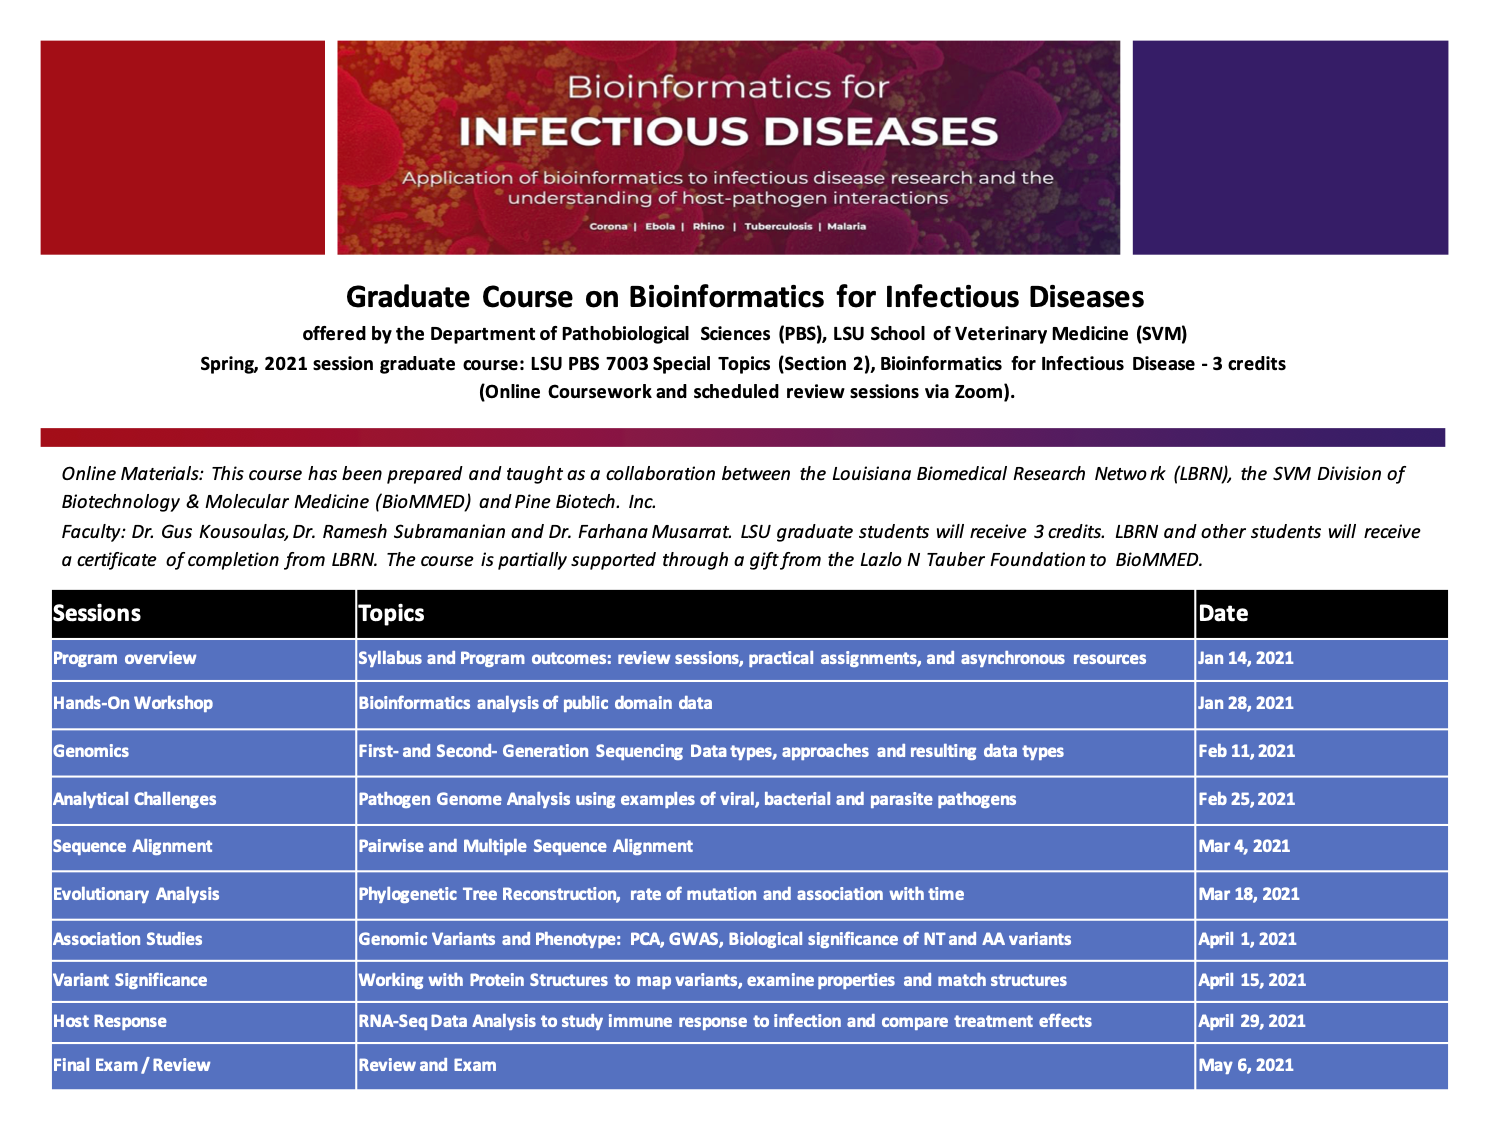 Bioinformatics for
INFECTIOUS DISEASES
Application of bioinformatics to infectious disease research and the
understanding of host-pathogen interactions
Corona | Ebola | Rhino | Tuberculosis | Malaria
Graduate Course on Bioinformatics for Infectious Diseases
offered by the Department of Pathobiological Sciences (PBS), LSU School of Veterinary Medicine (SVM)
Spring, 2021 session graduate course: LSU PBS 7003 Special Topics (Section 2), Bioinformatics for Infectious Disease - 3 credits
(Online Coursework and scheduled review sessions via Zoom).
Online Materials: This course has been prepared and taught as a collaboration between the Louisiana Biomedical Research Network (LBRN), the SVM Division of
Biotechnology & Molecular Medicine (BioMMED) and Pine Biotech. Inc.
Faculty: Dr. Gus Kousoulas, Dr. Ramesh Subramanian and Dr. Farhana Musarrat. LSU graduate students will receive 3 credits. LBRN and other students will receive
a certificate of completion from LBRN. The course is partially supported through a gift from the Lazlo N Tauber Foundation to BioMMED.
Sessions Topics Date
Program overview Syllabus and Program outcomes: review sessions, practical assignments, and asynchronous resources Jan 14, 2021
Hands-On Workshop Bioinformatics analysis of public domain data Jan 28, 2021
Genomics First- and Second- Generation Sequencing Data types, approaches and resulting data types Feb 11, 2021
Analytical Challenges Pathogen Genome Analysis using examples of viral, bacterial and parasite pathogens Feb 25, 2021
Sequence Alignment Pairwise and Multiple Sequence Alignment Mar 4, 2021
Evolutionary Analysis Phylogenetic Tree Reconstruction, rate of mutation and association with time Mar 18, 2021
Association Studies Genomic Variants and Phenotype: PCA, GWAS, Biological significance of NT and AA variants April 1, 2021
Variant Significance Working with Protein Structures to map variants, examine properties and match structures April 15, 2021
Host Response RNA-Seq Data Analysis to study immune response to infection and compare treatment effects April 29, 2021
Final Exam / Review Review and Exam May 6, 2021